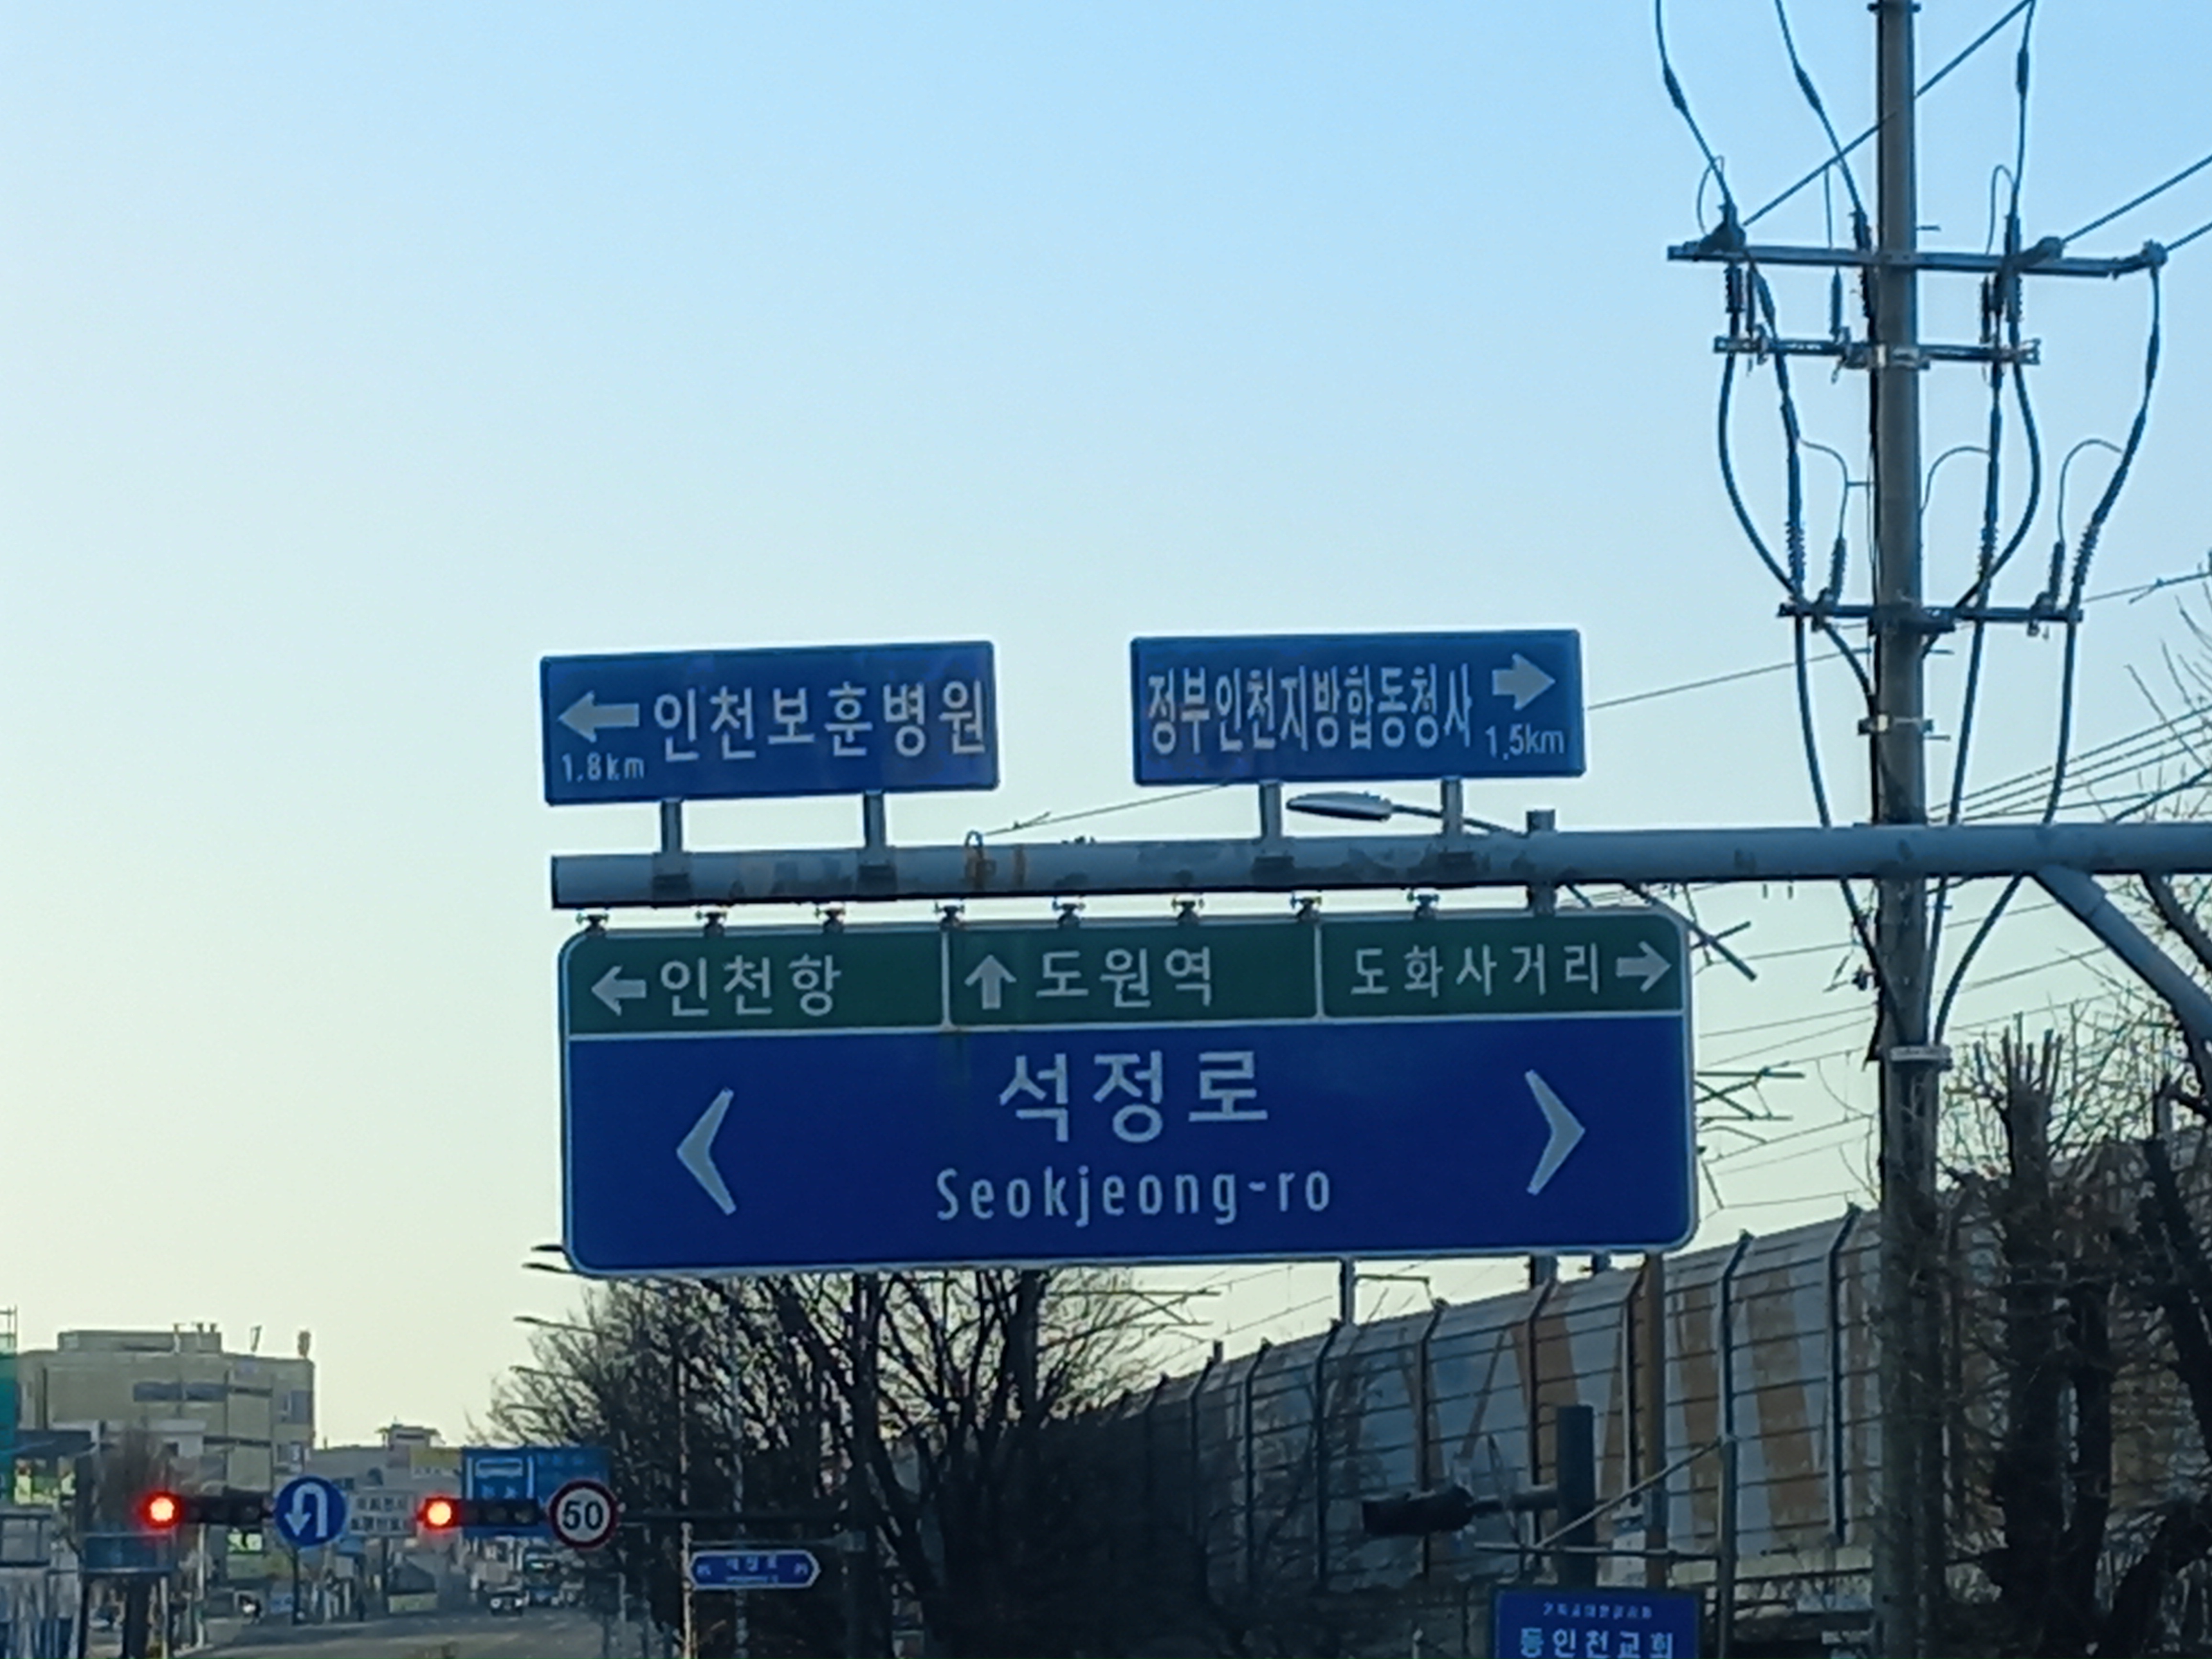 인천보훈병원
1.8km
정부인천지방합동청사
1.5km
인천항
도원역
도화사거리
석정로
Seokjeong-ro
50
동인천교회